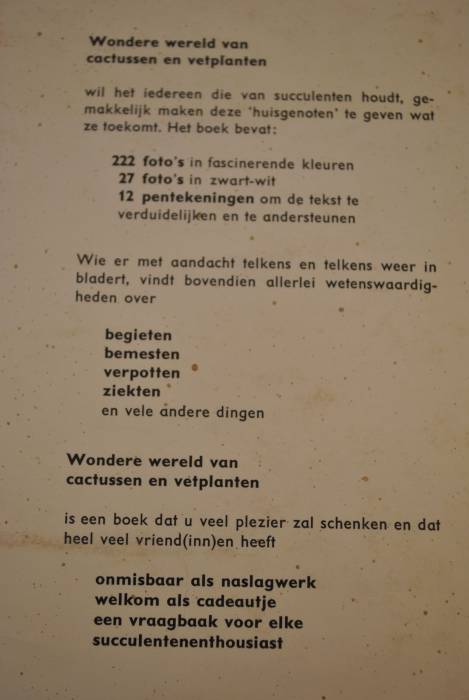 Wondere wereld van
cactussen en vetplanten
wil het iedereen die van succulenten houdt, ge-
makkelijk maken deze 'huisgenoten' te geven wat
ze toekomt. Het boek bevat:
222 foto's in fascinerende kleuren
27 foto's in zwart-wit
12 pentekeningen om de tekst te
verduidelijken en te andersteunen
Wie er met aandacht telkens en telkens weer in
bladert, vindt bovendien allerlei wetenswaardig-
heden over
begieten
bemesten
verpotten
ziekten
en vele andere dingen
Wondere wereld van
cactussen en vetplanten
is een boek dat u veel plezier zal schenken en dat
heel veel vriend(inn)en heeft
onmisbaar als naslagwerk
welkom als cadeautje
een vraagbaak voor elke
succulentenenthousiast